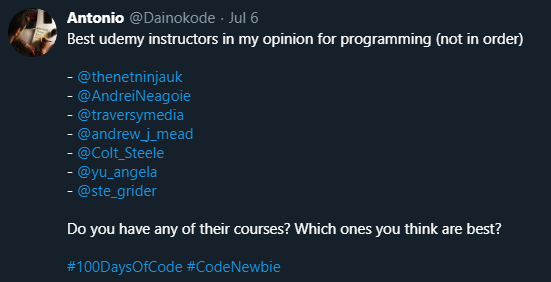 Antonio @Dainokode · Jul 6
Best udemy instructors in my opinion for programming (not in order)
- @thenetninjauk
- @AndreiNeagoie
- @traversymedia
- @andrew_j_mead
- @Colt_Steele
- @yu_angela
- @ste_grider
Do you have any of their courses? Which ones you think are best?
#100DaysOfCode #CodeNewbie